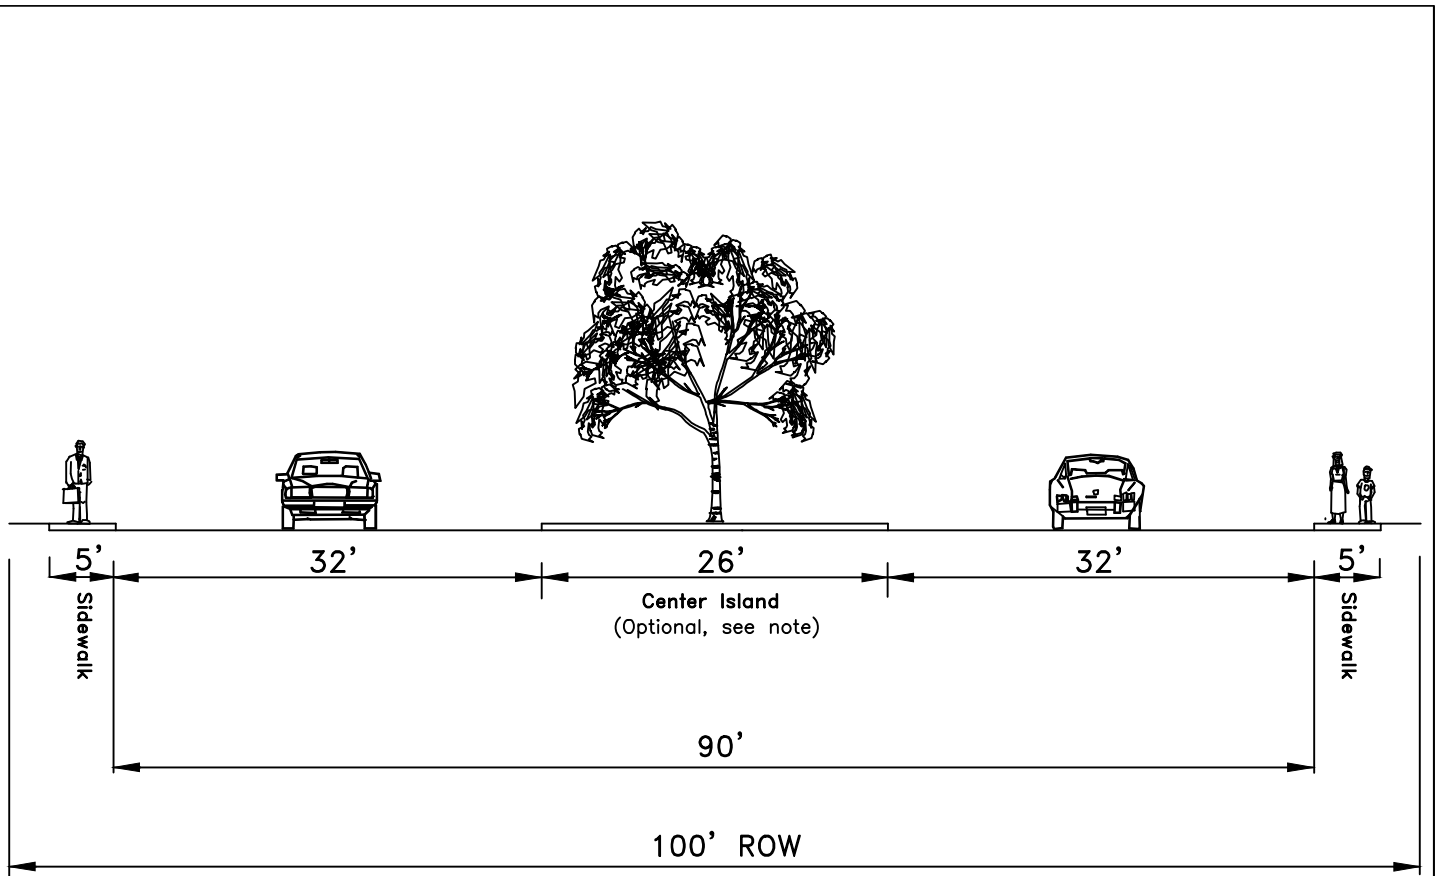 5' 32' 26' 32' 5'
Sidewalk
Center Island
(Optional, see note)
Sidewalk
90'
100' ROW